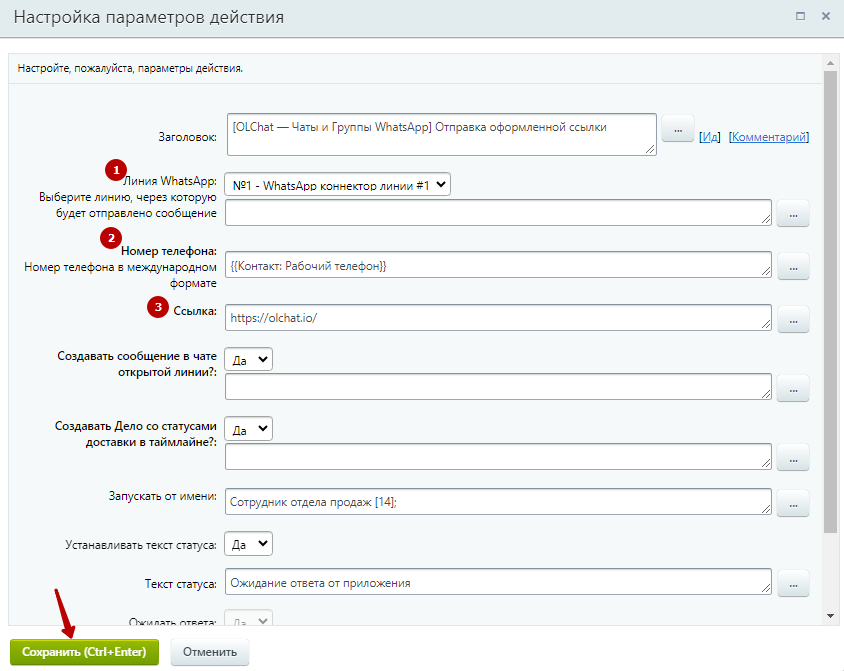 Настройка параметров действия
Настройте, пожалуйста, параметры действия.
Заголовок:
[OLChat — Чаты и Группы WhatsApp] Отправка оформленной ссылки
...
[Ид] [Комментарий]
1
Линия WhatsApp:
Выберите линию, через которую
будет отправлено сообщение
№1 - WhatsApp коннектор линии #1
...
2
Номер телефона:
Номер телефона в международном
формате
{{Контакт: Рабочий телефон}}
...
3
Ссылка:
https://olchat.io/
...
Создавать сообщение в чате
открытой линии?:
Да
...
Создавать Дело со статусами
доставки в таймлайне?:
Да
...
Запускать от имени:
Сотрудник отдела продаж [14];
...
Устанавливать текст статуса:
Да
Текст статуса:
Ожидание ответа от приложения
...
Ожидать ответа:
Да
Сохранить (Ctrl+Enter)
Отменить